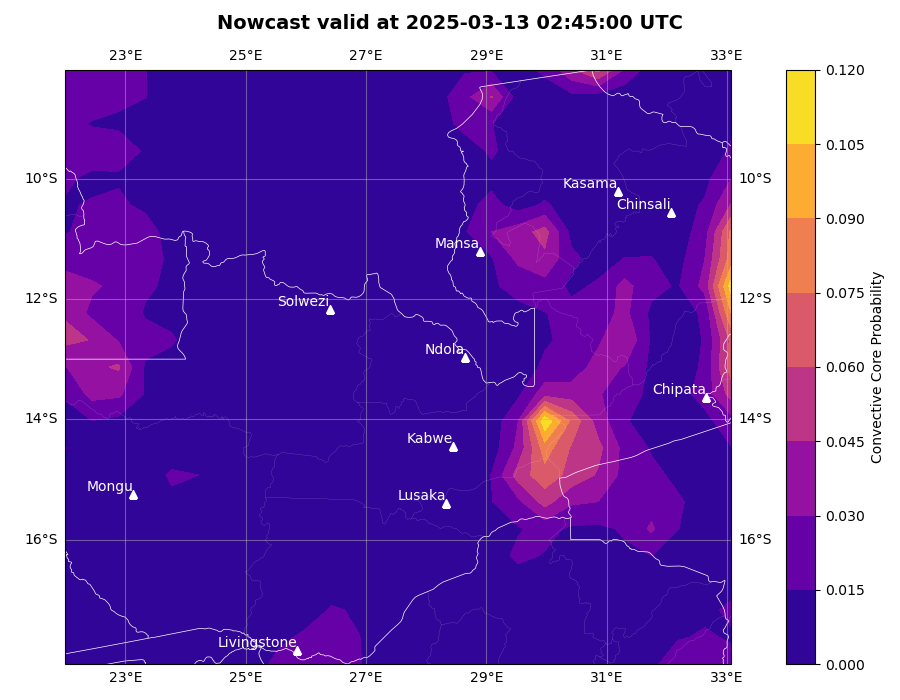 Nowcast valid at 2025-03-13 02:45:00 UTC
23°E 25°E 27°E 29°E 31°E 33°E
0.120
0.105
0.090
0.075
0.060
0.045
0.030
0.015
0.000
Convective Core Probability
10°S 10°S
12°S 12°S
14°S 14°S
16°S 16°S
Kasama
Chinsali
Mansa
Solwezi
Ndola
Chipata
Kabwe
Mongu
Lusaka
Livingstone
23°E 25°E 27°E 29°E 31°E 33°E